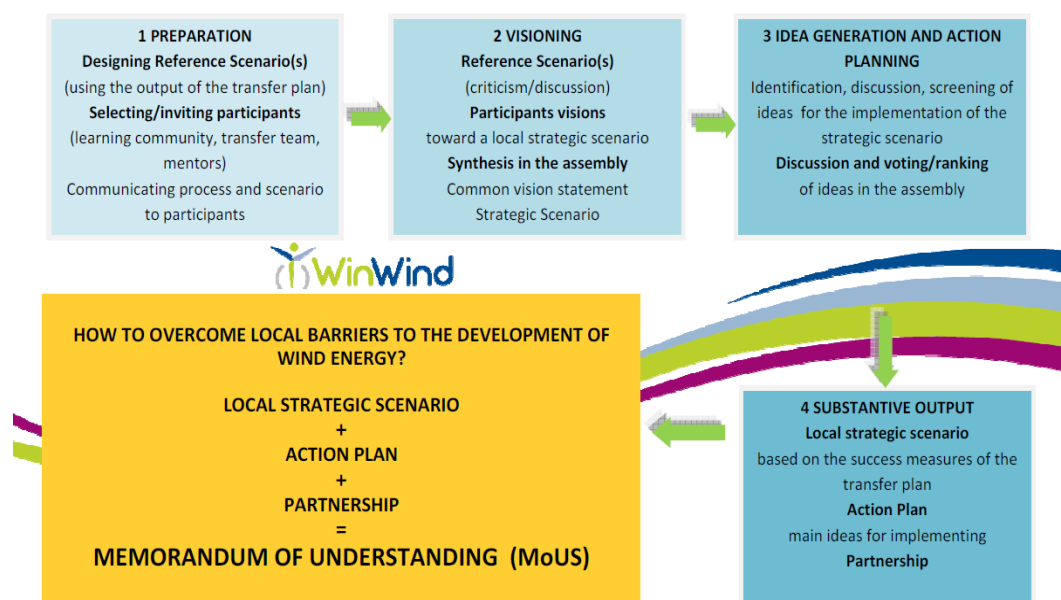 1 PREPARATION
Designing Reference Scenario(s)
(using the output of the transfer plan)
Selecting/inviting participants
(learning community, transfer team,
mentors)
Communicating process and scenario
to participants
2 VISIONING
Reference Scenario(s)
(criticism/discussion)
Participants visions
toward a local strategic scenario
Synthesis in the assembly
Common vision statement
Strategic Scenario
3 IDEA GENERATION AND ACTION
PLANNING
Identification, discussion, screening of
ideas for the implementation of the
strategic scenario
Discussion and voting/ranking
of ideas in the assembly
WinWind
HOW TO OVERCOME LOCAL BARRIERS TO THE DEVELOPMENT OF
WIND ENERGY?
LOCAL STRATEGIC SCENARIO
+
ACTION PLAN
+
PARTNERSHIP
=
MEMORANDUM OF UNDERSTANDING (MoUS)
4 SUBSTANTIVE OUTPUT
Local strategic scenario
based on the success measures of the
transfer plan
Action Plan
main ideas for implementing
Partnership